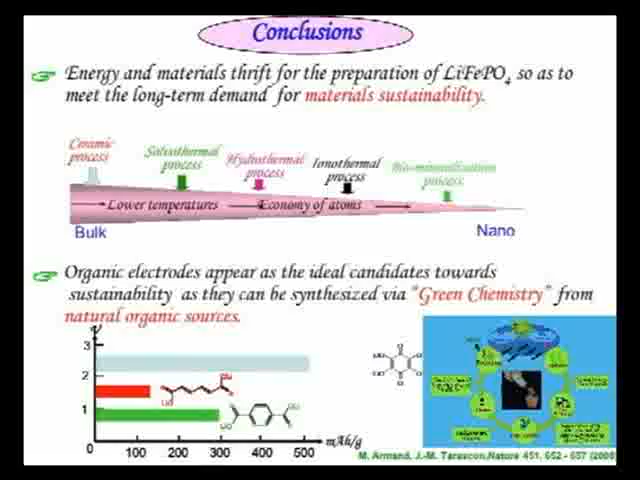 Conclusions
Energy and materials thrift for the preparation of LiFePO4 so as to
meet the long-term demand for materials sustainability.
Ceramic process
Solvothermal process
Hydrothermal process
Ionothermal process
Bio-mineralization process
Lower temperatures
Economy of atoms
Bulk
Nano
Organic electrodes appear as the ideal candidates towards
sustainability as they can be synthesized via "Green Chemistry" from
natural organic sources.
V
3
2
1
0 100 200 300 400 500 mAh/g
M. Armand, J.-M. Tarascon, Nature 451, 652 - 657 (2008)